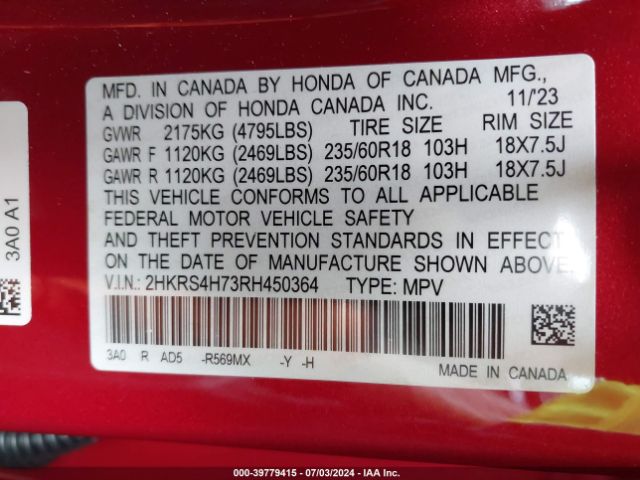 MFD. IN CANADA BY HONDA OF CANADA MFG.,
A DIVISION OF HONDA CANADA INC. 11/'23
GVWR 2175KG (4795LBS) TIRE SIZE RIM SIZE
GAWR F 1120KG (2469LBS) 235/60R18 103H 18X7.5J
GAWR R 1120KG (2469LBS) 235/60R18 103H 18X7.5J
THIS VEHICLE CONFORMS TO ALL APPLICABLE
FEDERAL MOTOR VEHICLE SAFETY
AND THEFT PREVENTION STANDARDS IN EFFECT
ON THE DATE OF MANUFACTURE SHOWN ABOVE.
V.I.N.: 2HKRS4H73RH450364 TYPE: MPV
3A0 R AD5 -R569MX -Y -H
MADE IN CANADA
3A0 A1
000-39779415 - 07/03/2024 - IAA Inc.